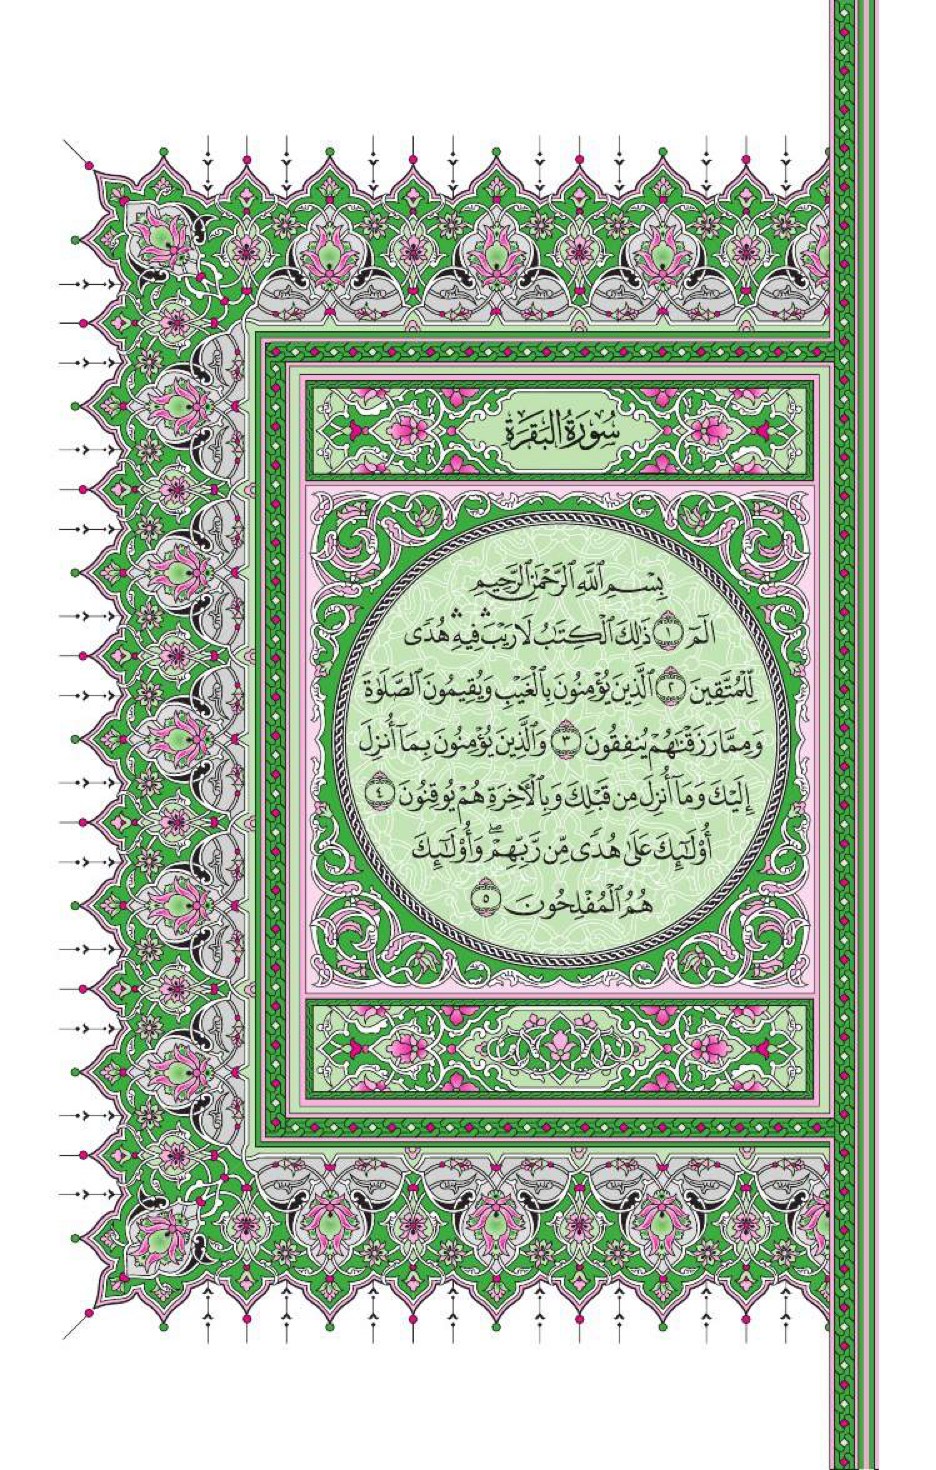 سُورَةُ البَقَرَةِ
بِسْمِ ٱللَّهِ ٱلرَّحْمَٰنِ ٱلرَّحِيمِ
الٓمٓ ١ ذَٰلِكَ ٱلْكِتَٰبُ لَا رَيْبَۛ فِيهِۛ هُدًى
لِّلْمُتَّقِينَ ٢ ٱلَّذِينَ يُؤْمِنُونَ بِٱلْغَيْبِ وَيُقِيمُونَ ٱلصَّلَوٰةَ
وَمِمَّا رَزَقْنَٰهُمْ يُنفِقُونَ ٣ وَٱلَّذِينَ يُؤْمِنُونَ بِمَآ أُنزِلَ
إِلَيْكَ وَمَآ أُنزِلَ مِن قَبْلِكَ وَبِٱلْأٓخِرَةِ هُمْ يُوقِنُونَ ٤
أُو۟لَٰٓئِكَ عَلَىٰ هُدًى مِّن رَّبِّهِمْۖ وَأُو۟لَٰٓئِكَ
هُمُ ٱلْمُفْلِحُونَ ٥